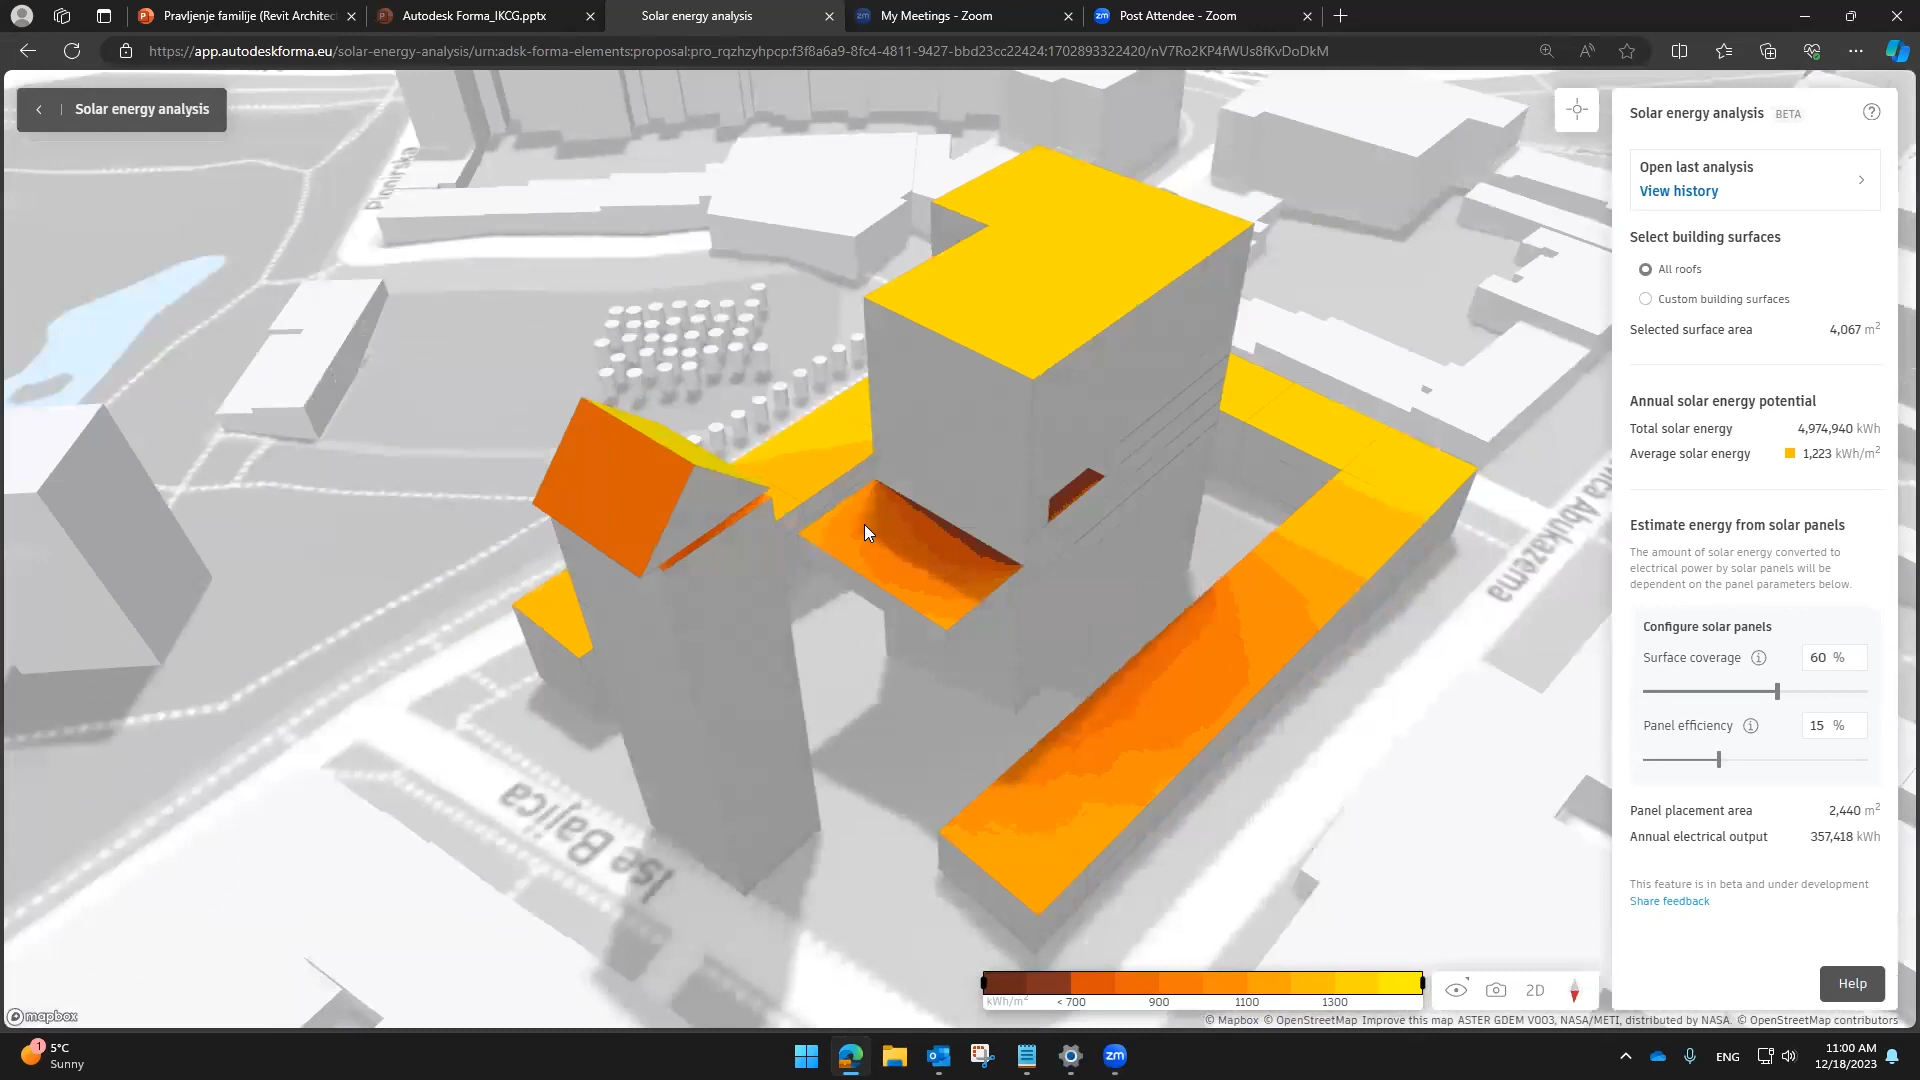 Pravljenje familije (Revit Architec
Autodesk Forma_IKCG.pptx
Solar energy analysis
My Meetings - Zoom
Post Attendee - Zoom
https://app.autodeskforma.eu/solar-energy-analysis/urn:adsk-forma-elements:proposal:pro_rqzhzyhpcp:f3f8a6a9-8fc4-4811-9427-bbd23cc22424:1702893322420/nV7Ro2KP4fWUs8fKvDoDkM
Solar energy analysis
Solar energy analysis BETA
Open last analysis
View history
Select building surfaces
All roofs
Custom building surfaces
Selected surface area 4,067 m²
Annual solar energy potential
Total solar energy 4,974,940 kWh
Average solar energy 1,223 kWh/m²
Estimate energy from solar panels
The amount of solar energy converted to
electrical power by solar panels will be
dependent on the panel parameters below.
Configure solar panels
Surface coverage 60 %
Panel efficiency 15 %
Panel placement area 2,440 m²
Annual electrical output 357,418 kWh
This feature is in beta and under development
Share feedback
Help
Ise Bajica
kWh/m² < 700 900 1100 1300
2D
mapbox
© Mapbox © OpenStreetMap Improve this map ASTER GDEM V003, NASA/METI, distributed by NASA. © OpenStreetMap contributors
1
5°C
Sunny
zm
ENG
11:00 AM
12/18/2023